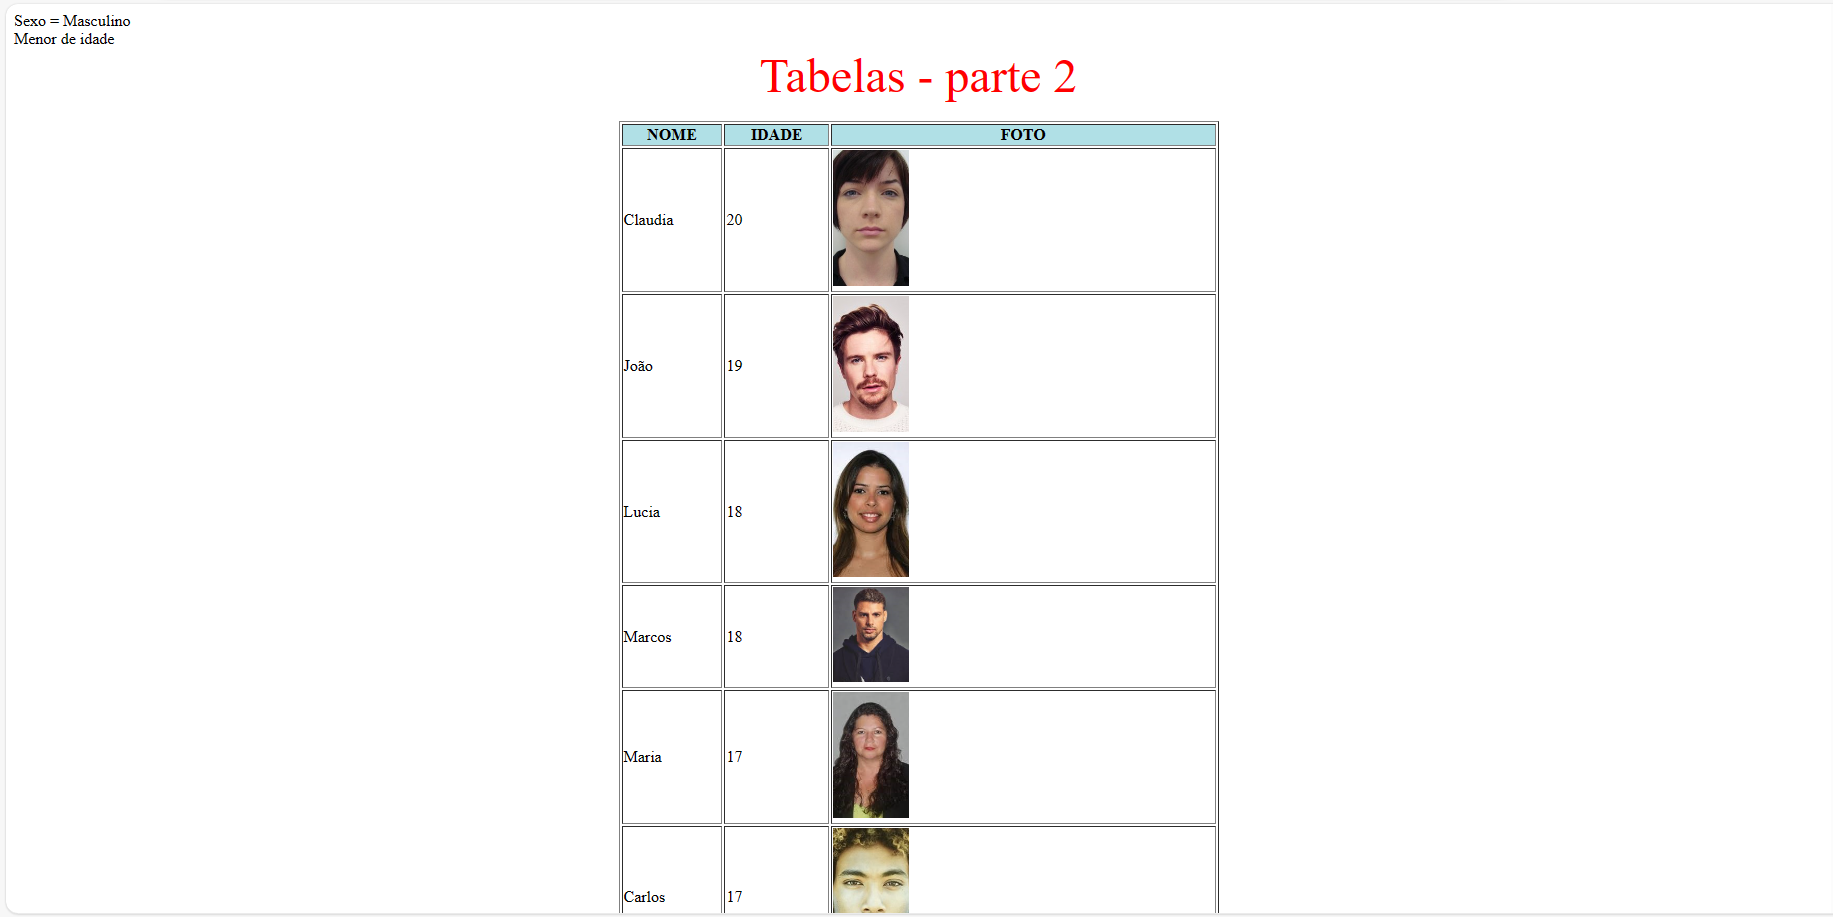 Sexo = Masculino
Menor de idade
Tabelas - parte 2
NOME IDADE FOTO
Claudia 20
João 19
Lucia 18
Marcos 18
Maria 17
Carlos 17